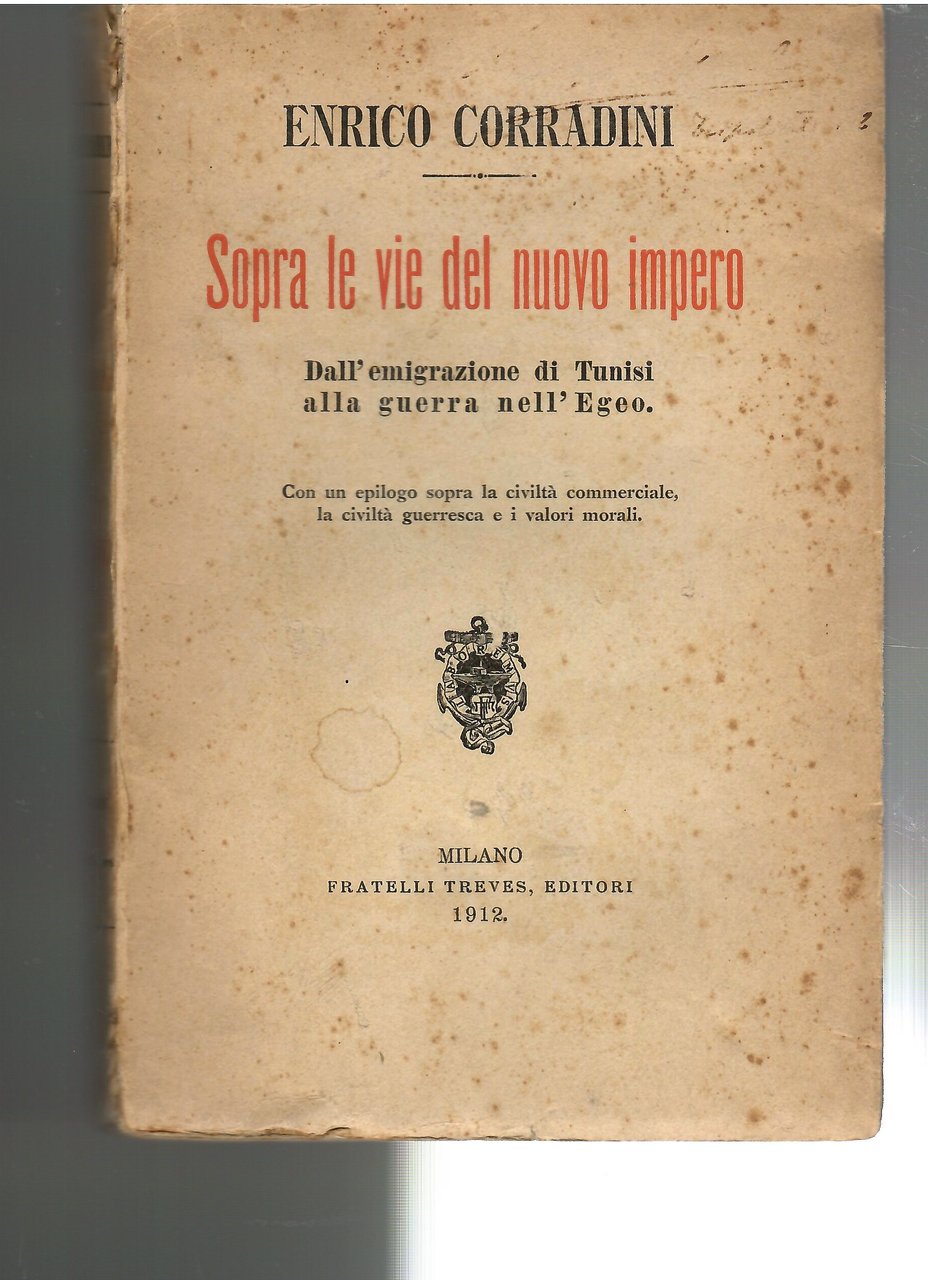 ENRICO CORRADINI
Sopra le vie del nuovo impero
Dall'emigrazione di Tunisi
alla guerra nell'Egeo.
Con un epilogo sopra la civiltà commerciale,
la civiltà guerresca e i valori morali.
LABOREMUS
MILANO
FRATELLI TREVES, EDITORI
1912.